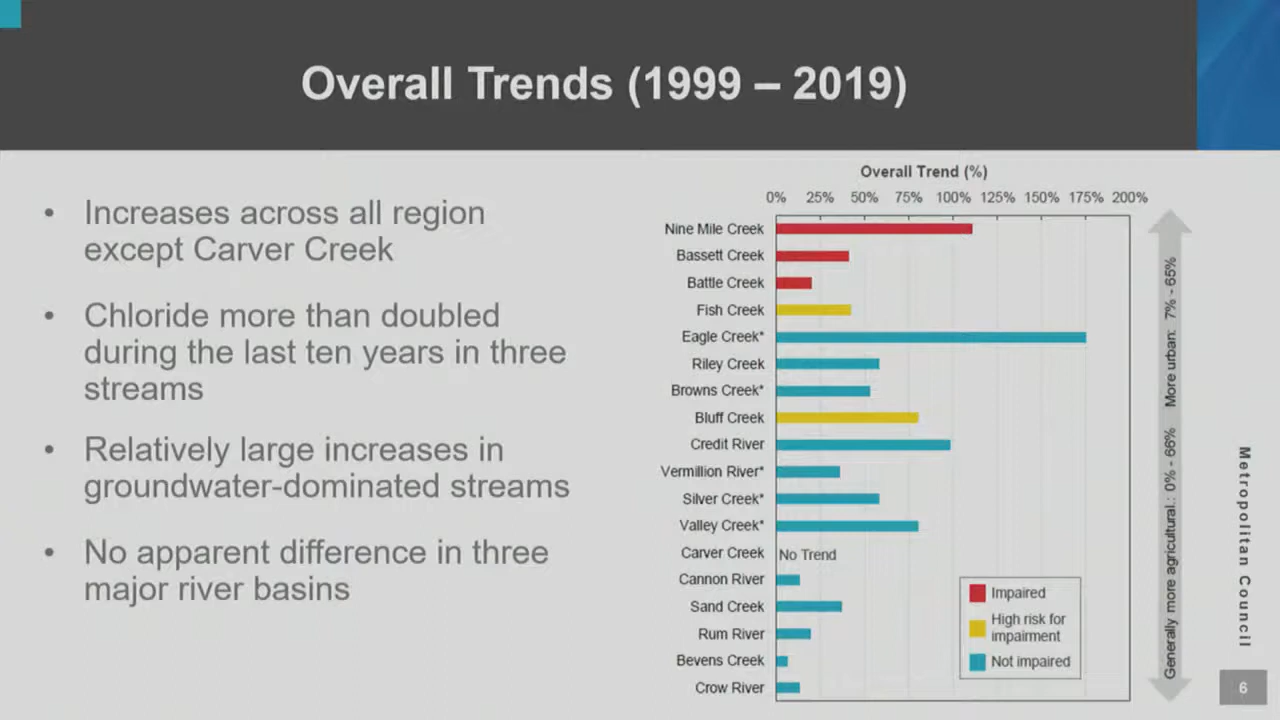 Overall Trends (1999 – 2019)
• Increases across all region
except Carver Creek
• Chloride more than doubled
during the last ten years in three
streams
• Relatively large increases in
groundwater-dominated streams
• No apparent difference in three
major river basins
Overall Trend (%)
0% 25% 50% 75% 100% 125% 150% 175% 200%
Nine Mile Creek
Bassett Creek
Battle Creek
Fish Creek
Eagle Creek*
Riley Creek
Browns Creek*
Bluff Creek
Credit River
Vermillion River*
Silver Creek*
Valley Creek*
Carver Creek No Trend
Cannon River
Sand Creek
Rum River
Bevens Creek
Crow River
Impaired
High risk for
impairment
Not impaired
Generally more agricultural.: 0% - 66% More urban: 7% - 65%
Metropolitan Council
6